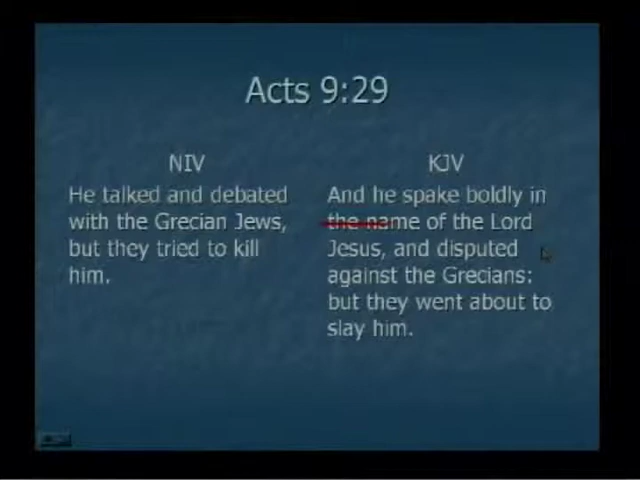 Acts 9:29
NIV
He talked and debated
with the Grecian Jews,
but they tried to kill
him.
KJV
And he spake boldly in
the name of the Lord
Jesus, and disputed
against the Grecians:
but they went about to
slay him.